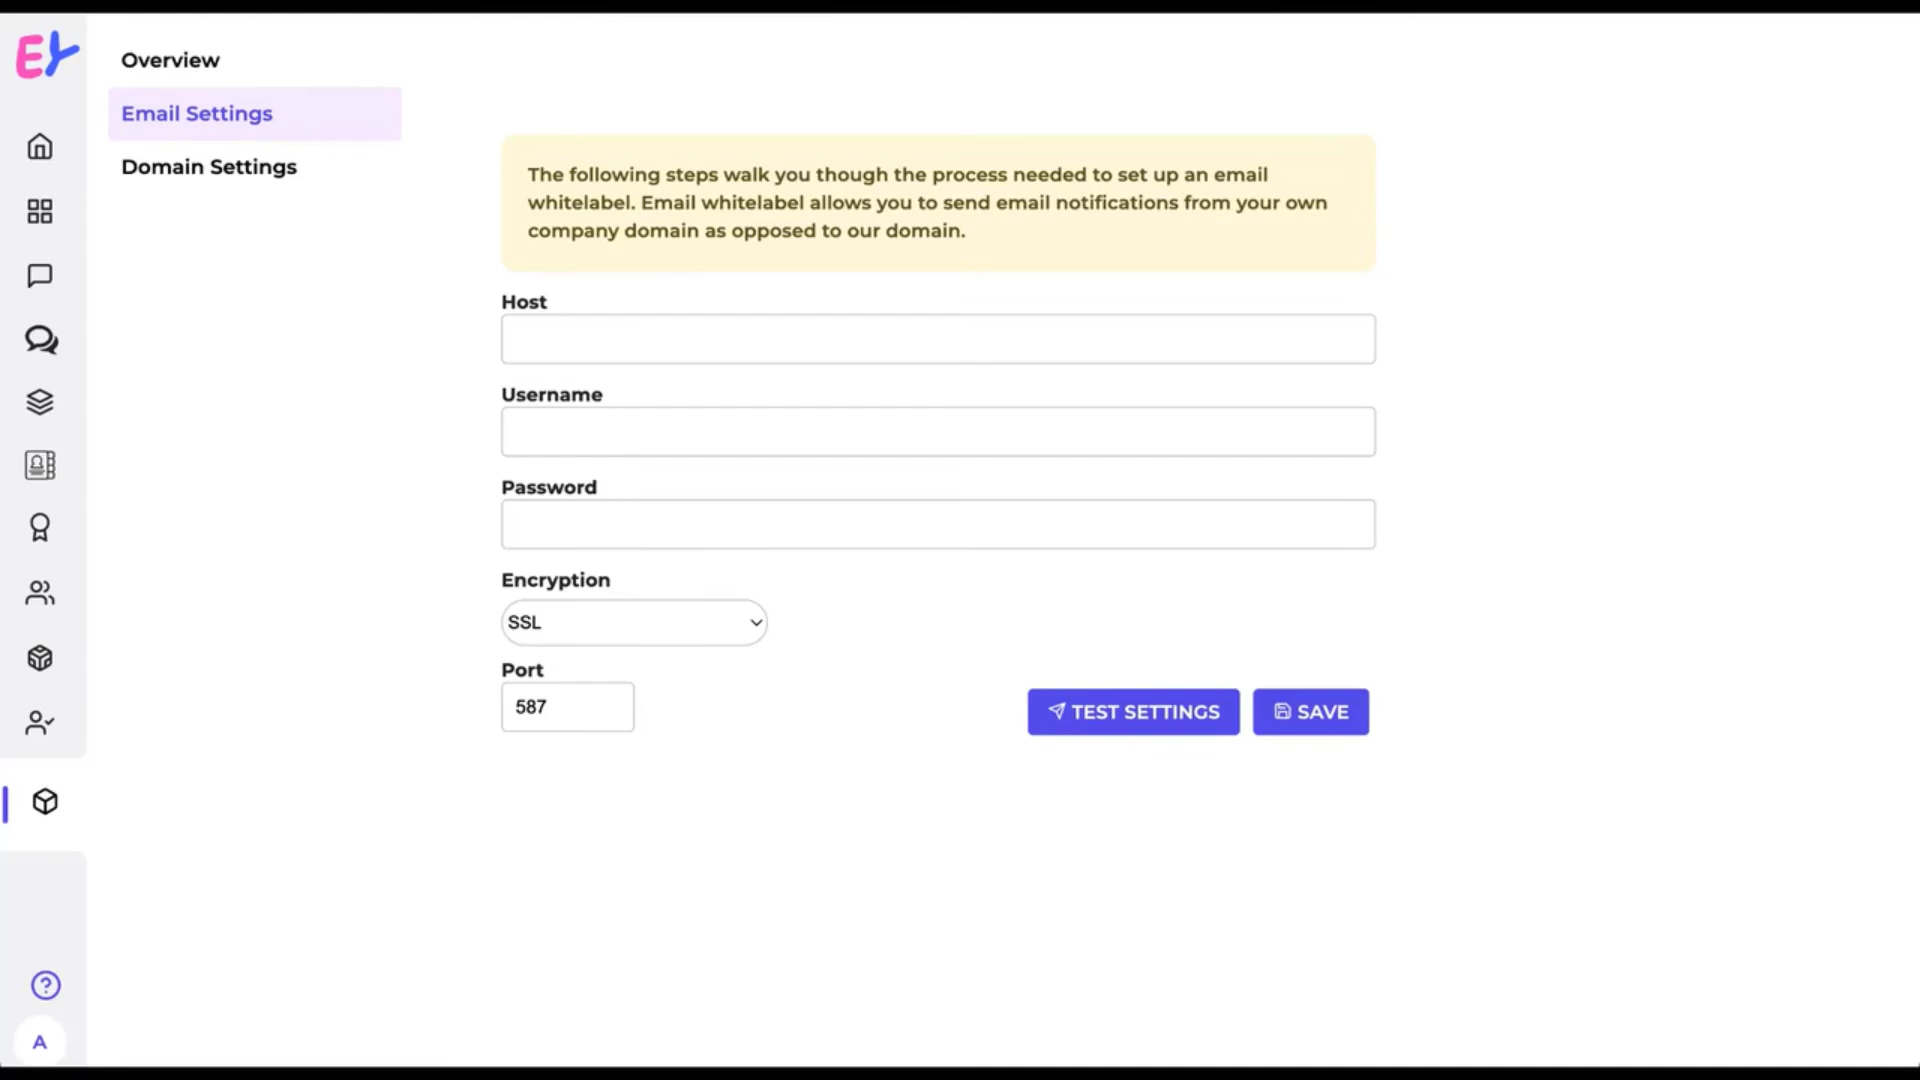 EY
Overview
Email Settings
Domain Settings
The following steps walk you though the process needed to set up an email
whitelabel. Email whitelabel allows you to send email notifications from your own
company domain as opposed to our domain.
Host
Username
Password
Encryption
SSL
Port
587
TEST SETTINGS
SAVE
?
A